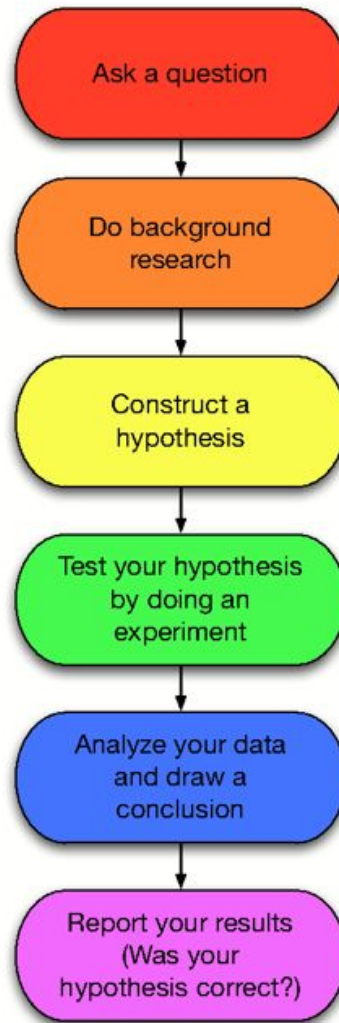 Ask a question
Do background
research
Construct a
hypothesis
Test your hypothesis
by doing an
experiment
Analyze your data
and draw a
conclusion
Report your results
(Was your
hypothesis correct?)